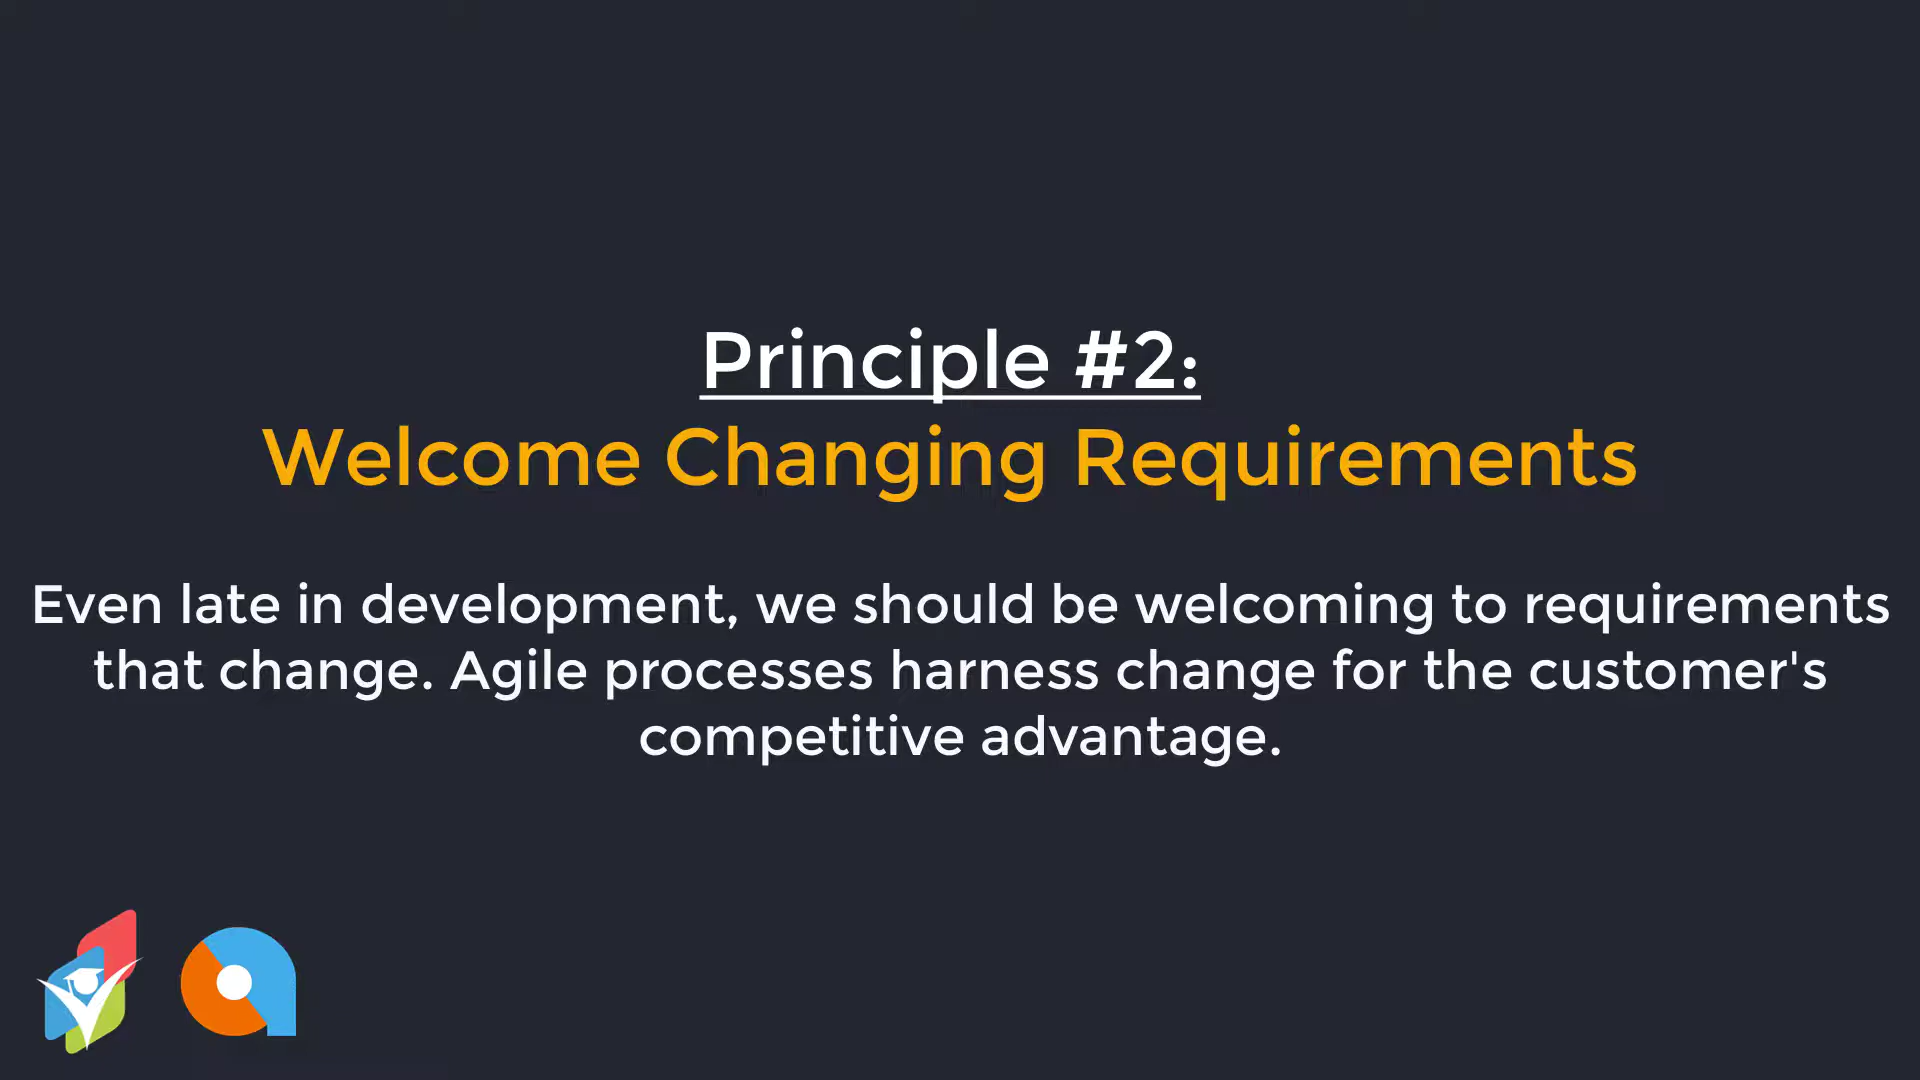 Principle #2:
Welcome Changing Requirements
Even late in development, we should be welcoming to requirements
that change. Agile processes harness change for the customer's
competitive advantage.